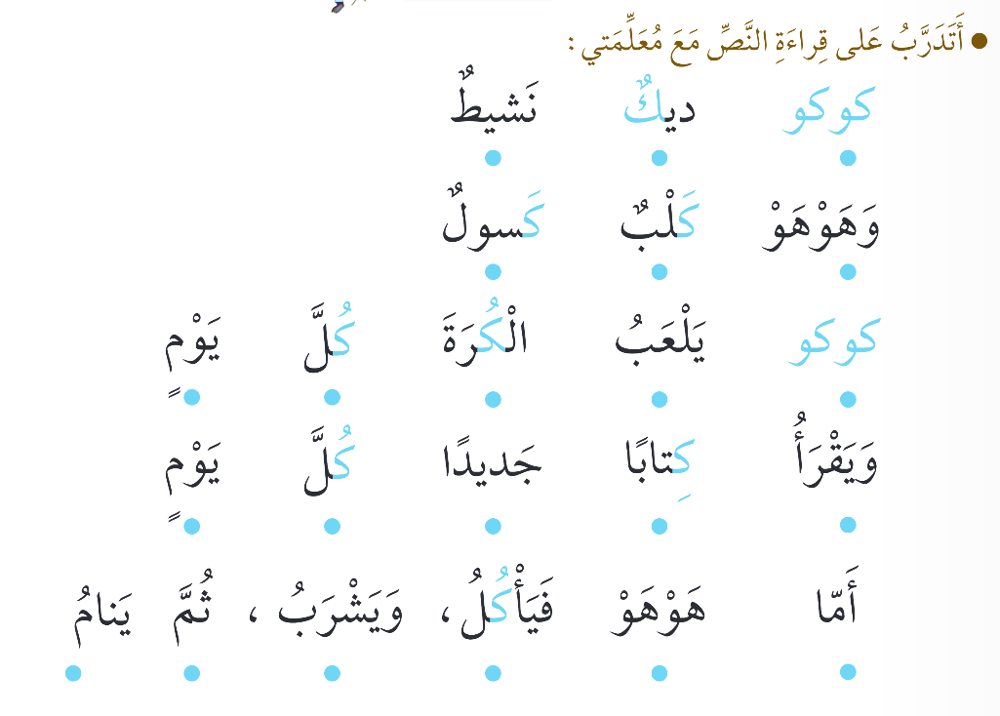 ● أَتَدَرَّبُ عَلى قِراءَةِ النَّصِّ مَعَ مُعَلِّمَتي :
كوكو ديكٌ نَشيطٌ
وَهَوْهَوْ كَلْبٌ كَسولٌ
كوكو يَلْعَبُ الْكُرَةَ كُلَّ يَوْمٍ
وَيَقْرَأُ كِتابًا جَديدًا كُلَّ يَوْمٍ
أَمّا هَوْهَوْ فَيَأْكُلُ، وَيَشْرَبُ ، ثُمَّ يَنامُ